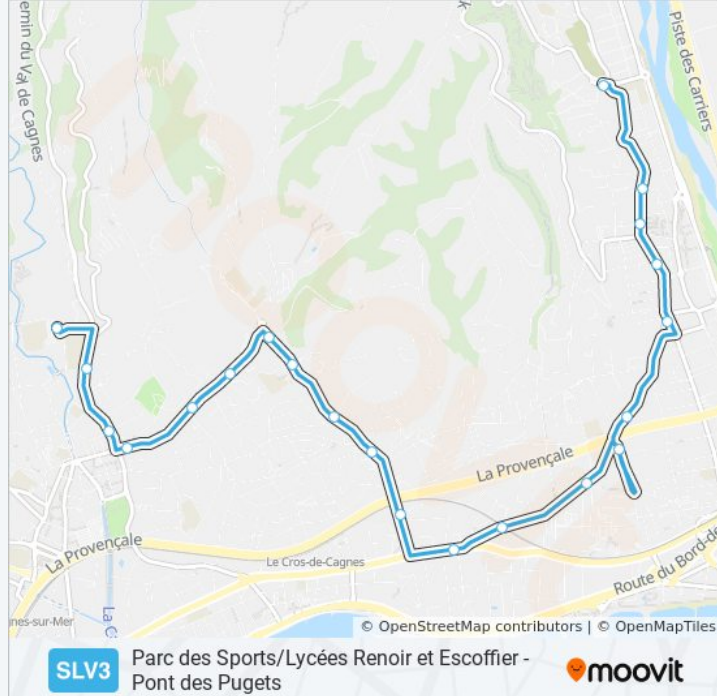 emin du Val de Cagnes
k
Piste des Carriers
La Provençale
La Provençale
Le Cros-de-Cagnes
Route du Bord-de
nes-sur-Mer
La C
© OpenStreetMap contributors | © OpenMapTiles
SLV3
Parc des Sports/Lycées Renoir et Escoffier -
Pont des Pugets
moovit